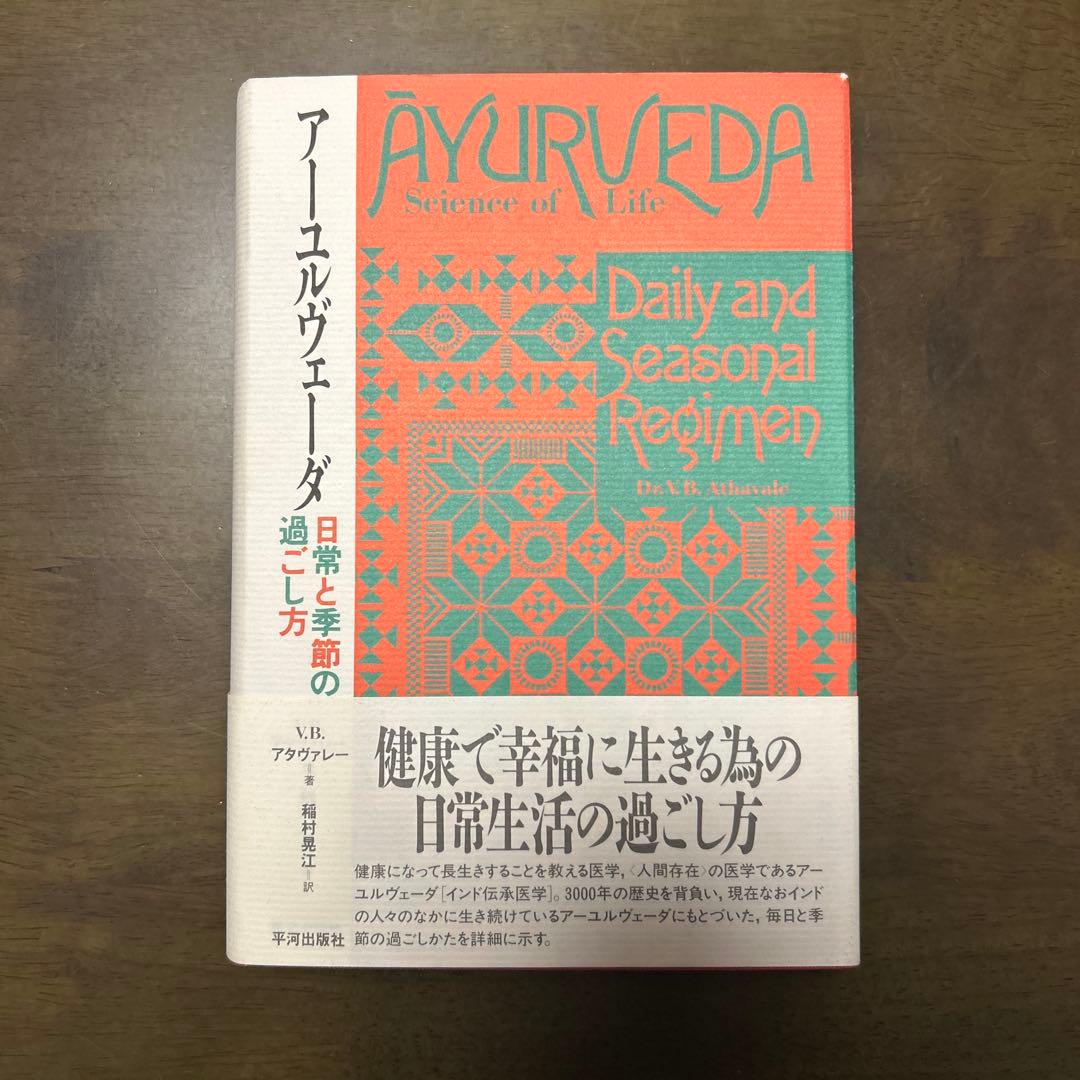 アーユルヴェーダ
日常と季節の
過ごし方
V.B.
アタヴァレー=著
稲村晃江=訳
平河出版社
ĀYURVEDA
Science of Life
Daily and
Seasonal
Regimen
Dr.V.B. Athavale
健康で幸福に生きる為の
日常生活の過ごし方
健康になって長生きすることを教える医学,〈人間存在〉の医学であるアー
ユルヴェーダ[インド伝承医学]。3000年の歴史を背負い,現在なおインド
の人々のなかに生き続けているアーユルヴェーダにもとづいた,毎日と季
節の過ごしかたを詳細に示す。